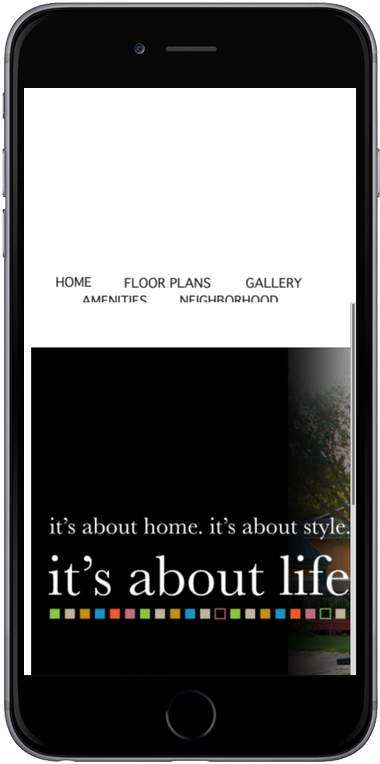 HOME FLOOR PLANS GALLERY
AMENITIES NEIGHBORHOOD
it's about home. it's about style.
it's about life